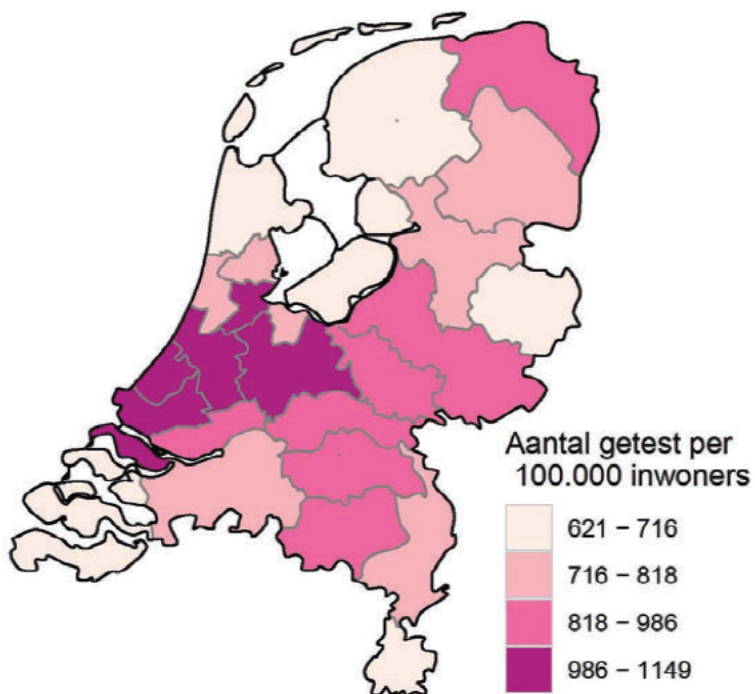 Aantal getest per
100.000 inwoners
621 – 716
716 – 818
818 – 986
986 – 1149